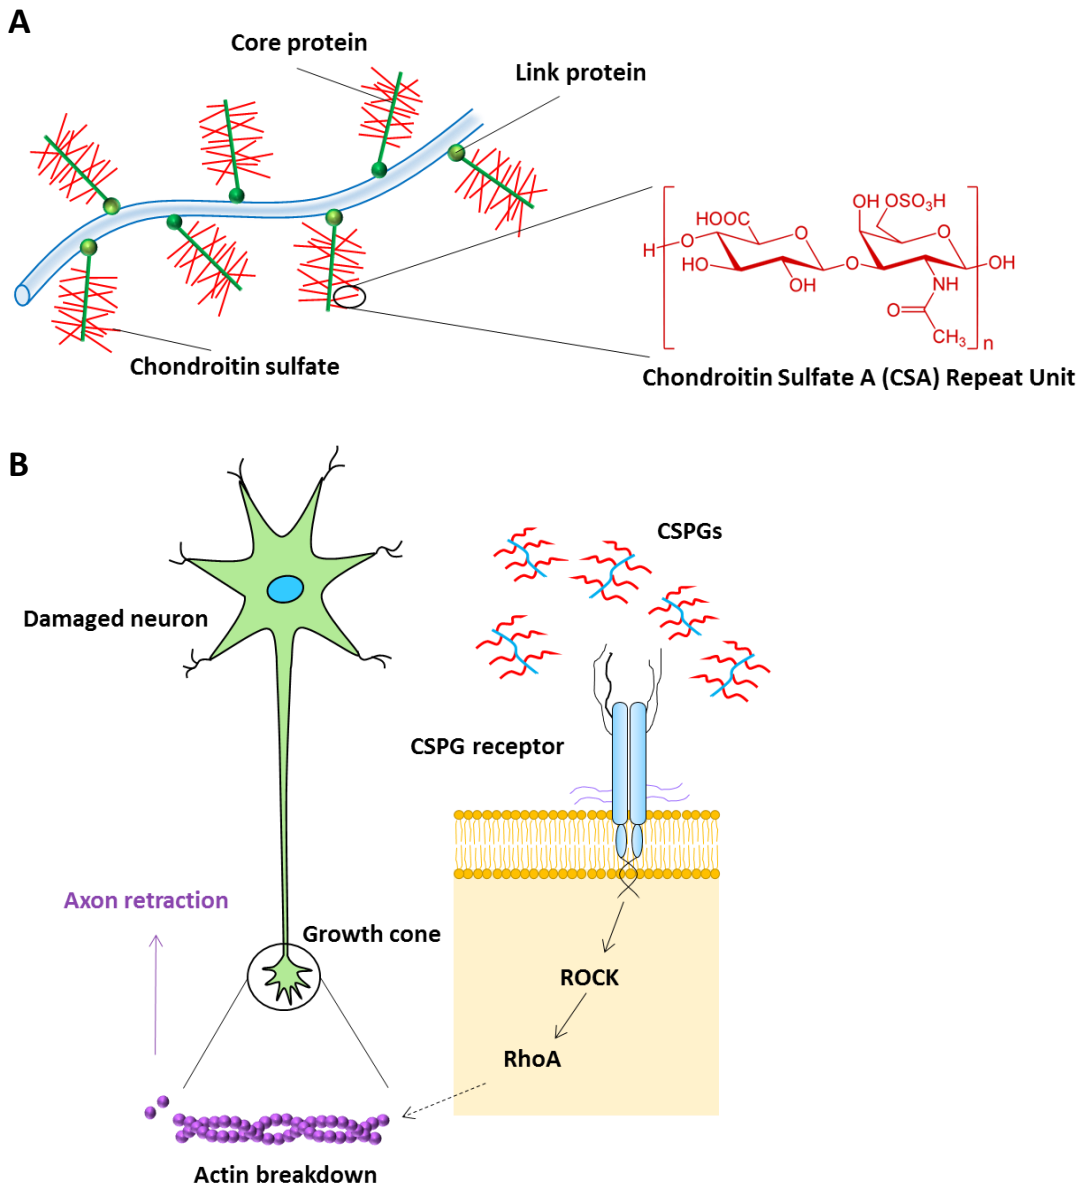 A
Core protein
Link protein
Chondroitin sulfate
HOOC
O
H
O
HO
OH
O
OH
OSO3H
O
NH
O
CH3
OH
n
Chondroitin Sulfate A (CSA) Repeat Unit
B
CSPGs
Damaged neuron
CSPG receptor
Axon retraction
Growth cone
ROCK
RhoA
Actin breakdown